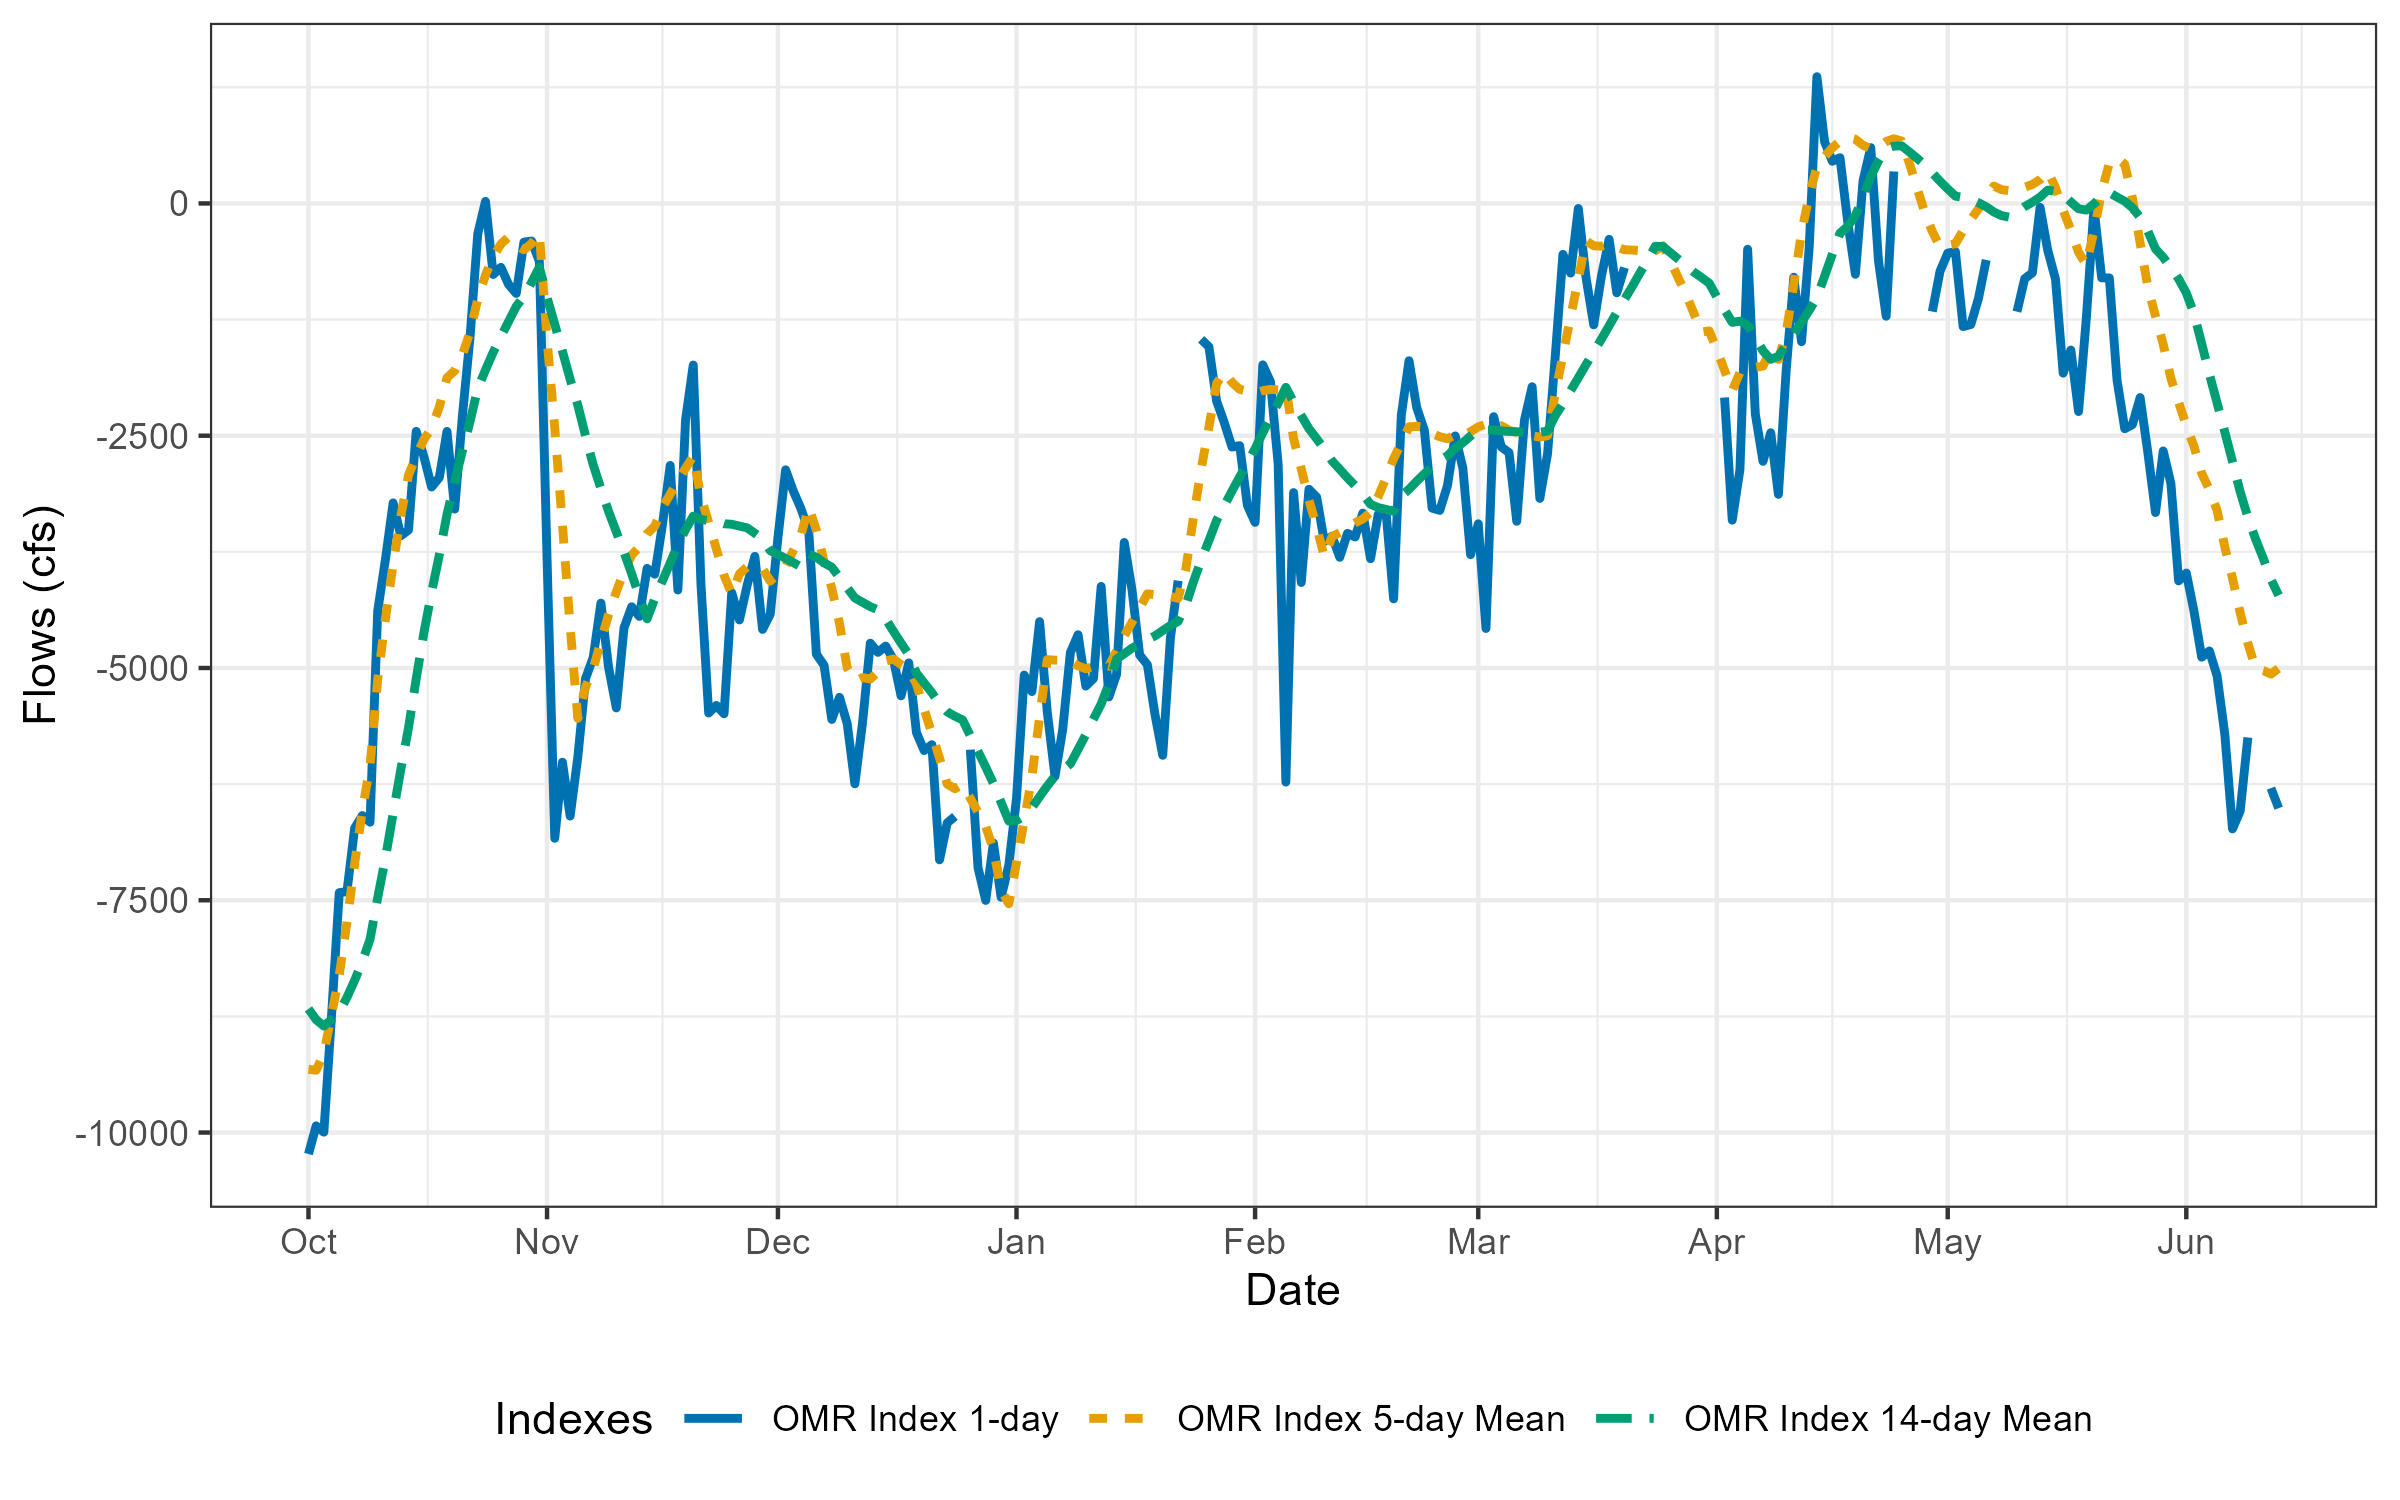 Flows (cfs)
0
-2500
-5000
-7500
-10000
Oct Nov Dec Jan Feb Mar Apr May Jun
Date
Indexes OMR Index 1-day OMR Index 5-day Mean OMR Index 14-day Mean